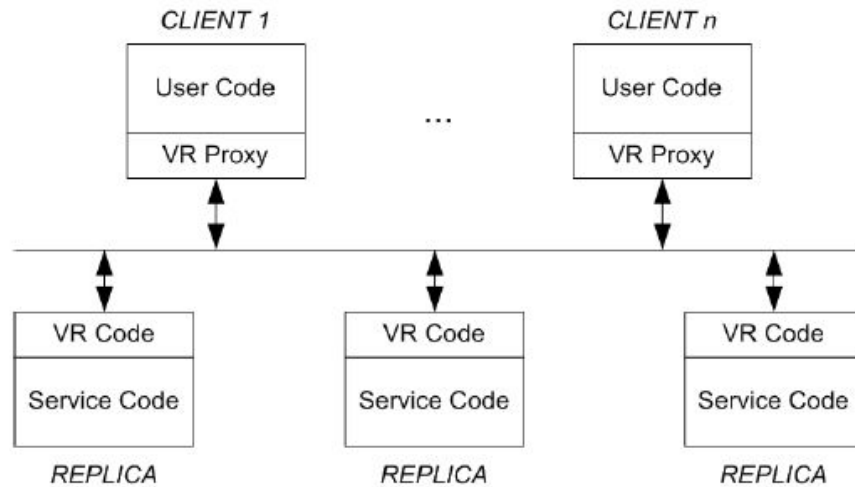 CLIENT 1
CLIENT n
User Code
User Code
...
VR Proxy
VR Proxy
VR Code
VR Code
VR Code
Service Code
Service Code
Service Code
REPLICA
REPLICA
REPLICA